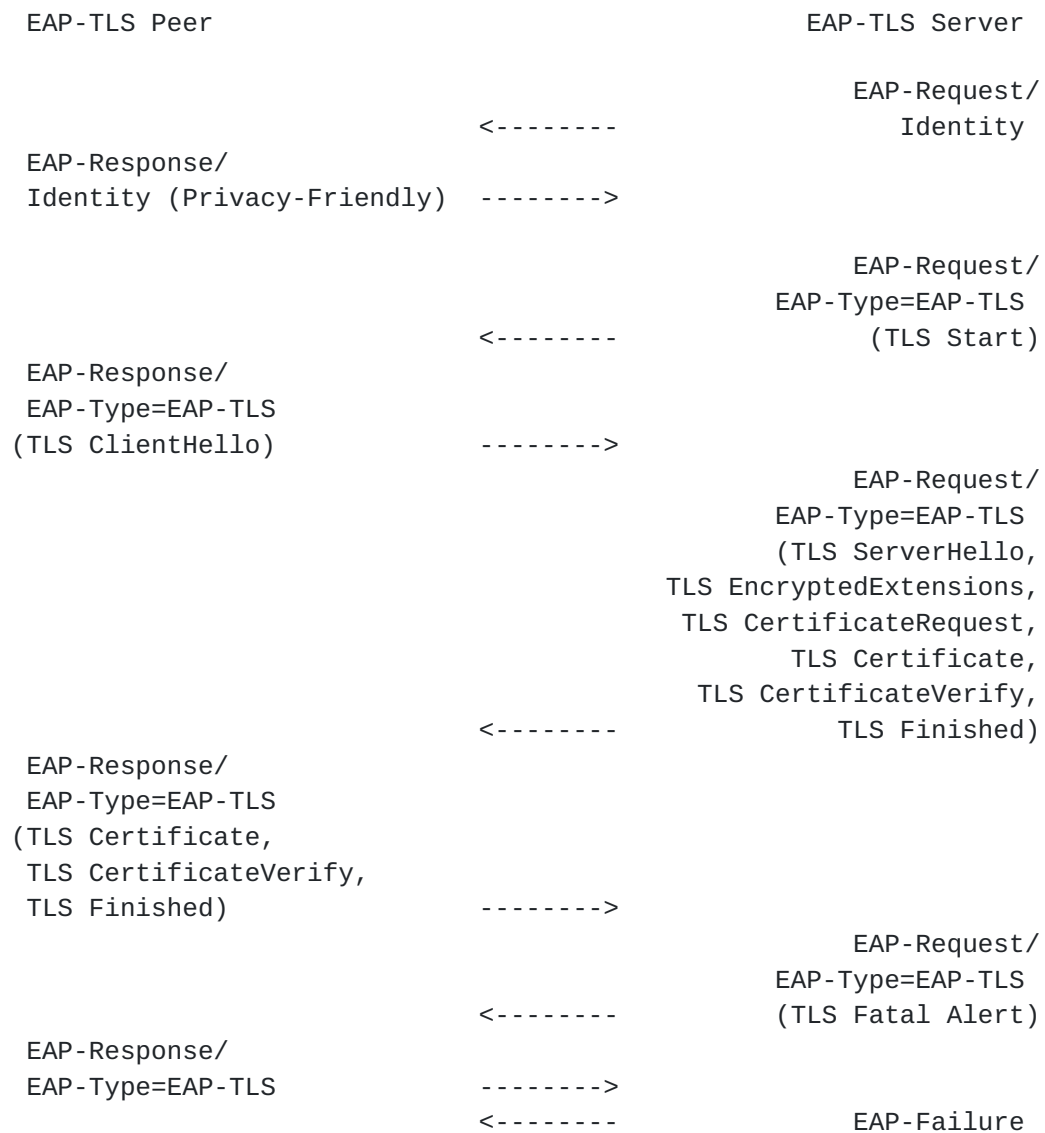 EAP-TLS Peer                                      EAP-TLS Server

                                                     EAP-Request/
                              <--------                 Identity
 EAP-Response/
 Identity (Privacy-Friendly)  -------->

                                                     EAP-Request/
                                                EAP-Type=EAP-TLS
                              <--------               (TLS Start)
 EAP-Response/
 EAP-Type=EAP-TLS
(TLS ClientHello)             -------->
                                                     EAP-Request/
                                                EAP-Type=EAP-TLS
                                                (TLS ServerHello,
                                         TLS EncryptedExtensions,
                                          TLS CertificateRequest,
                                                 TLS Certificate,
                                           TLS CertificateVerify,
                              <--------             TLS Finished)
 EAP-Response/
 EAP-Type=EAP-TLS
(TLS Certificate,
 TLS CertificateVerify,
 TLS Finished)                -------->
                                                     EAP-Request/
                                                EAP-Type=EAP-TLS
                              <--------         (TLS Fatal Alert)
 EAP-Response/
 EAP-Type=EAP-TLS             -------->
                              <--------              EAP-Failure